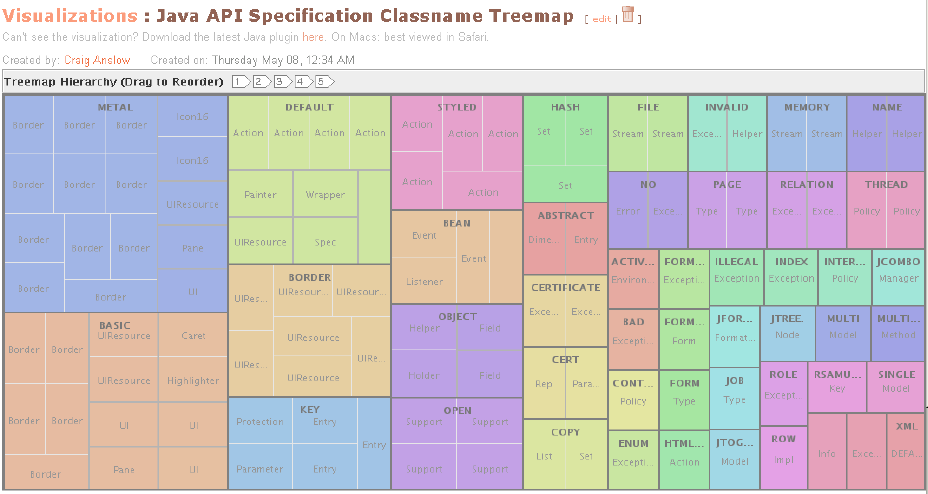 Visualizations : Java API Specification Classname Treemap [ edit | ]
Can't see the visualization? Download the latest Java plugin here. On Macs: best viewed in Safari.
Created by: Craig Anslow Created on: Thursday May 08, 12:34 AM
Treemap Hierarchy (Drag to Reorder) 1 2 3 4 5
METAL
Border Border Border Icon16
Icon16
Border Border Border UIResource
Border Border Border Pane
Border Border UI
BASIC
Border Border UIResource Caret
UIResource Highlighter
Border Border UI UI
Border Pane UI
DEFAULT
Action Action Action Action
Painter Wrapper
UIResource Spec
BORDER
UIRes... UIResour... UIResour...
UIResource
UIRes... UIResource UIRe...
KEY
Protection Entry Entry
Parameter Entry
STYLED
Action Action Action
Action Action
BEAN
Event Event
Listener
OBJECT
Helper Field
Holder Field
OPEN
Support Support
Support Support
HASH
Set Set
Set
ABSTRACT
Dime... Entry
CERTIFICATE
Exce... Exce...
CERT
Rep Para...
COPY
List Set
FILE INVALID MEMORY NAME
Stream Stream Exce... Helper Stream Stream Helper Helper
NO PAGE RELATION THREAD
Error Exce... Type Type Exce... Exce... Policy Policy
ACTIV... FORM... ILLEGAL INDEX INTER... JCOMBO
Environ... Excepti... Exception Exception Policy Manager
BAD FORM... JFOR... JTREE MULTI MULTI...
Excepti... Form Format... Node Model Method
CONT... FORM JOB ROLE RSAMU... SINGLE
Policy Type Type Except... Key Model
ENUM HTML... JTOG... ROW XML
Excepti... Action Model Impl Info Exce... DEFA...